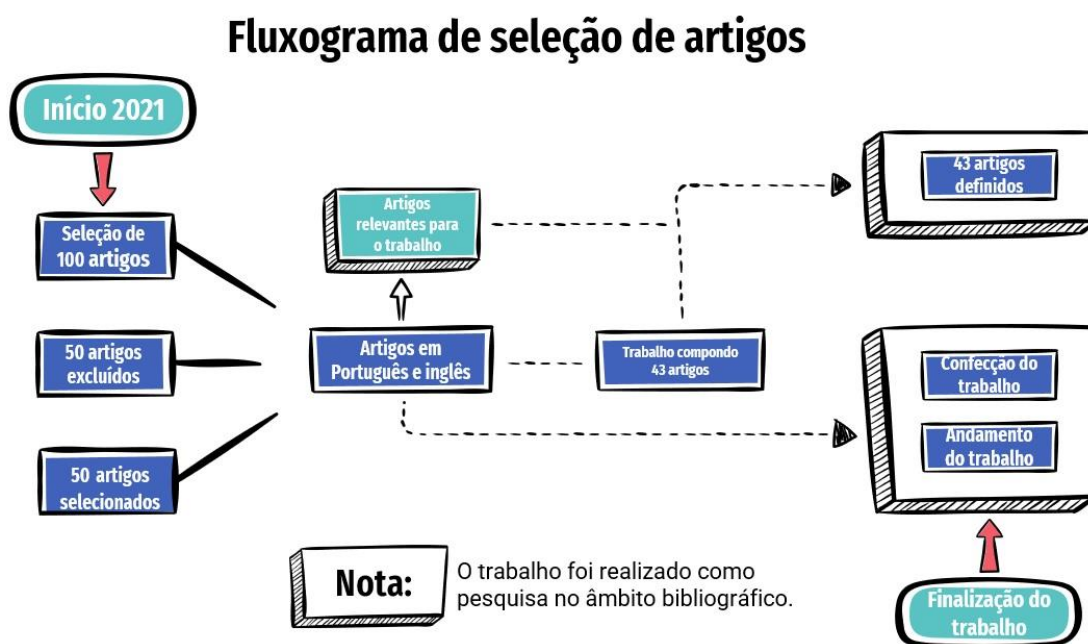 Fluxograma de seleção de artigos
Início 2021
Seleção de
100 artigos
50 artigos
excluídos
50 artigos
selecionados
Artigos
relevantes para
o trabalho
Artigos em
Português e inglês
Trabalho compondo
43 artigos
43 artigos
definidos
Confecção do
trabalho
Andamento
do trabalho
Finalização do
trabalho
Nota:
O trabalho foi realizado como
pesquisa no âmbito bibliográfico.